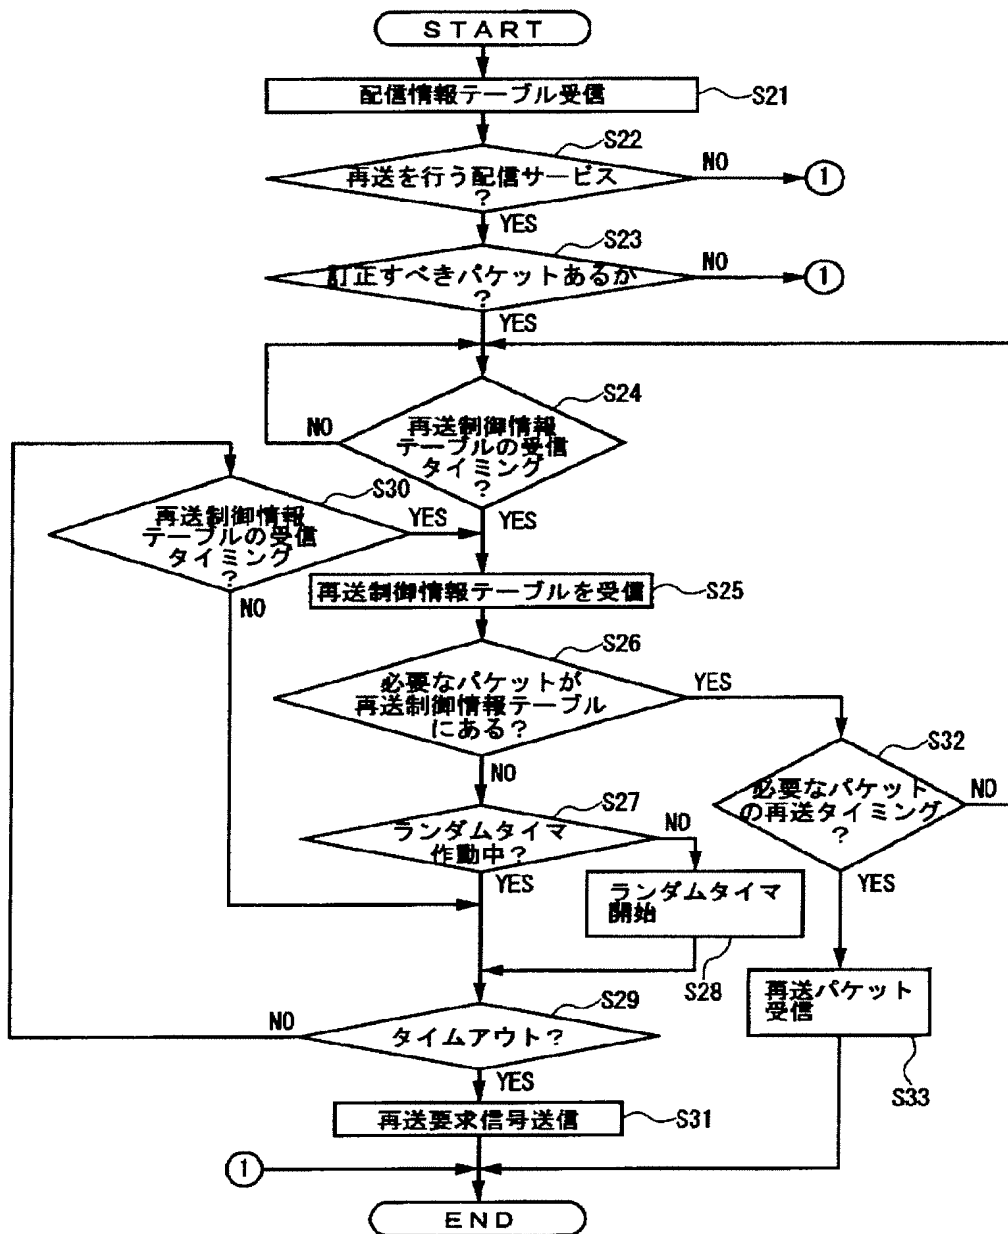 START
配信情報テーブル受信
S21
S22
再送を行う配信サービス
?
NO
①
YES
S23
訂正すべきパケットあるか
?
NO
①
YES
S24
再送制御情報
テーブルの受信
タイミング
?
NO
YES
S30
再送制御情報
テーブルの受信
タイミング
?
YES
NO
再送制御情報テーブルを受信
S25
S26
必要なパケットが
再送制御情報テーブル
にある?
YES
NO
S32
必要なパケット
の再送タイミング
?
NO
YES
S27
ランダムタイマ
作動中?
NO
YES
ランダムタイマ
開始
S28
再送パケット
受信
S33
S29
タイムアウト?
NO
YES
再送要求信号送信
S31
①
END